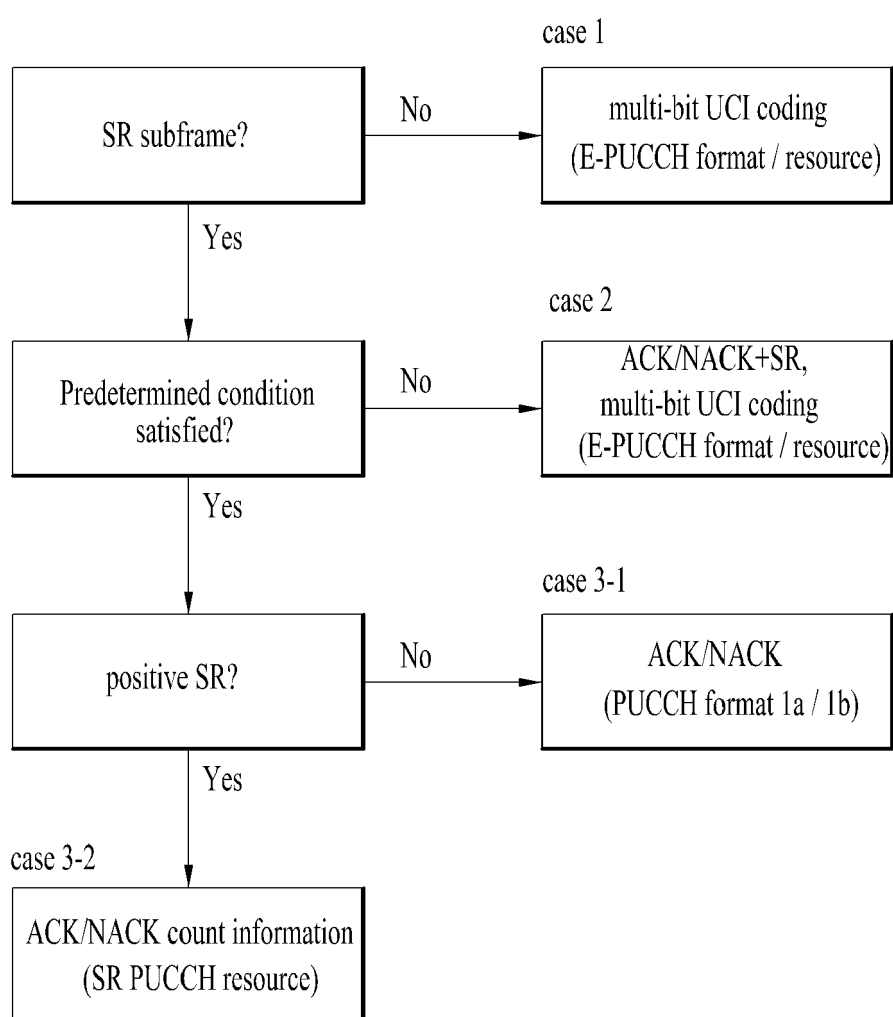 case 1
SR subframe?
No
multi-bit UCI coding
(E-PUCCH format / resource)
Yes
case 2
Predetermined condition
satisfied?
No
ACK/NACK+SR,
multi-bit UCI coding
(E-PUCCH format / resource)
Yes
case 3-1
positive SR?
No
ACK/NACK
(PUCCH format 1a / 1b)
Yes
case 3-2
ACK/NACK count information
(SR PUCCH resource)